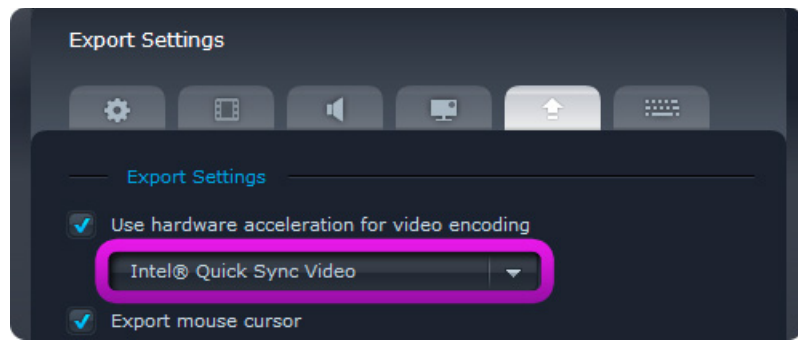 Export Settings
Export Settings
Use hardware acceleration for video encoding
Intel® Quick Sync Video
Export mouse cursor